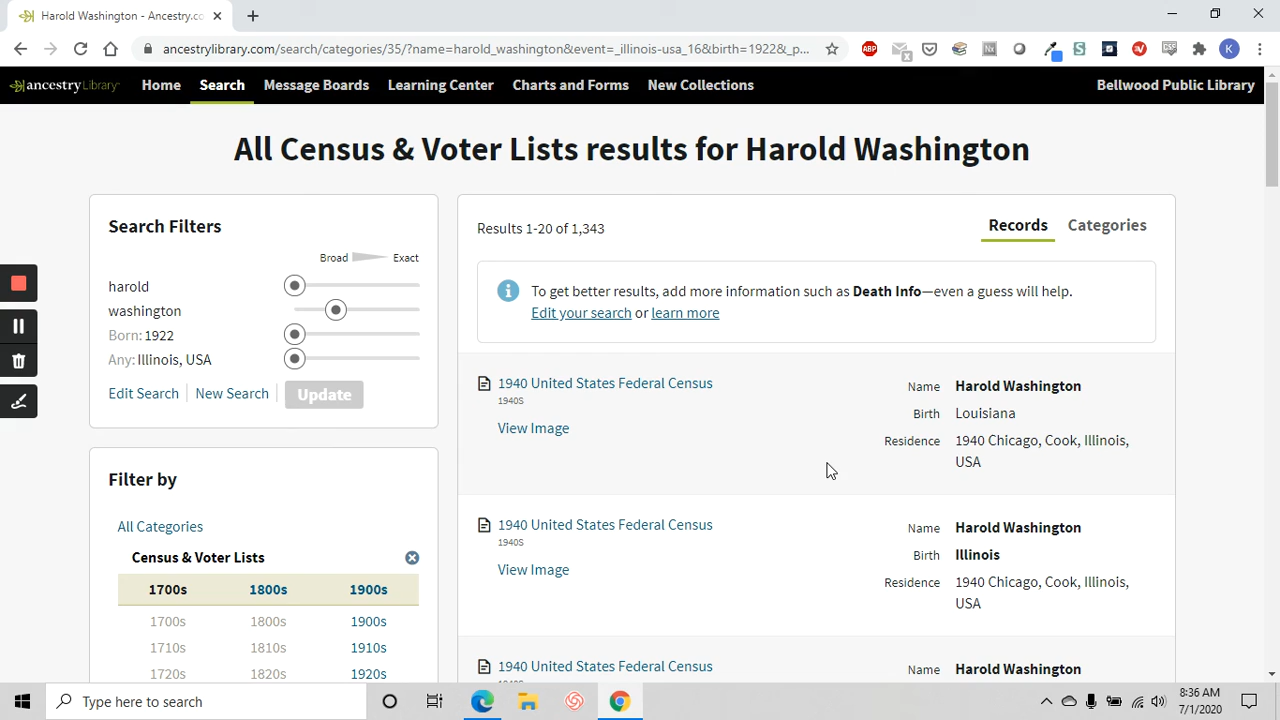 Harold Washington - Ancestry.co
ancestrylibrary.com/search/categories/35/?name=harold_washington&event=_illinois-usa_16&birth=1922&_p...
ABP
Nx
S
CSS
K
ancestryLibrary
Home
Search
Message Boards
Learning Center
Charts and Forms
New Collections
Bellwood Public Library
All Census & Voter Lists results for Harold Washington
Search Filters
Broad
Exact
harold
washington
Born: 1922
Any: Illinois, USA
Edit Search
New Search
Update
Filter by
All Categories
Census & Voter Lists
1700s 1800s 1900s
1700s 1800s 1900s
1710s 1810s 1910s
1720s 1820s 1920s
Results 1-20 of 1,343
Records
Categories
To get better results, add more information such as Death Info—even a guess will help.
Edit your search or learn more
1940 United States Federal Census
1940S
View Image
Name Harold Washington
Birth Louisiana
Residence 1940 Chicago, Cook, Illinois,
USA
1940 United States Federal Census
1940S
View Image
Name Harold Washington
Birth Illinois
Residence 1940 Chicago, Cook, Illinois,
USA
1940 United States Federal Census
Name Harold Washington
Type here to search
8:36 AM
7/1/2020